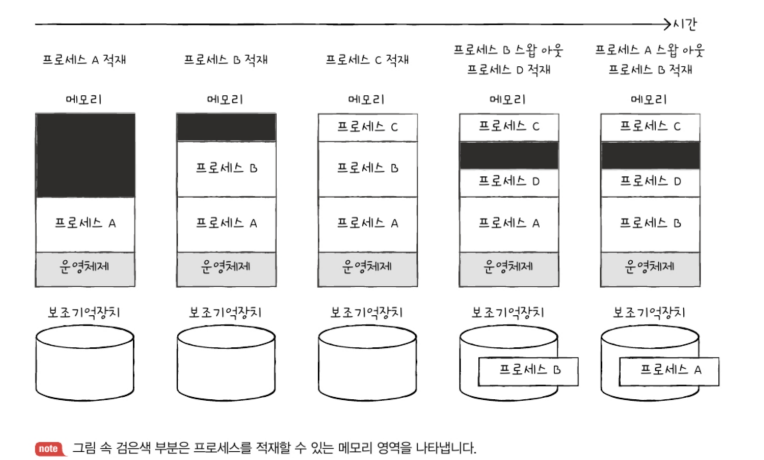 시간
프로세스 A 적재
프로세스 B 적재
프로세스 C 적재
프로세스 B 스왑 아웃
프로세스 D 적재
프로세스 A 스왑 아웃
프로세스 B 적재
메모리
메모리
메모리
메모리
메모리
프로세스 A
운영체제
프로세스 B
프로세스 A
운영체제
프로세스 C
프로세스 B
프로세스 A
운영체제
프로세스 C
프로세스 D
프로세스 A
운영체제
프로세스 C
프로세스 D
프로세스 B
운영체제
보조기억장치
보조기억장치
보조기억장치
보조기억장치
보조기억장치
프로세스 B
프로세스 A
note 그림 속 검은색 부분은 프로세스를 적재할 수 있는 메모리 영역을 나타냅니다.